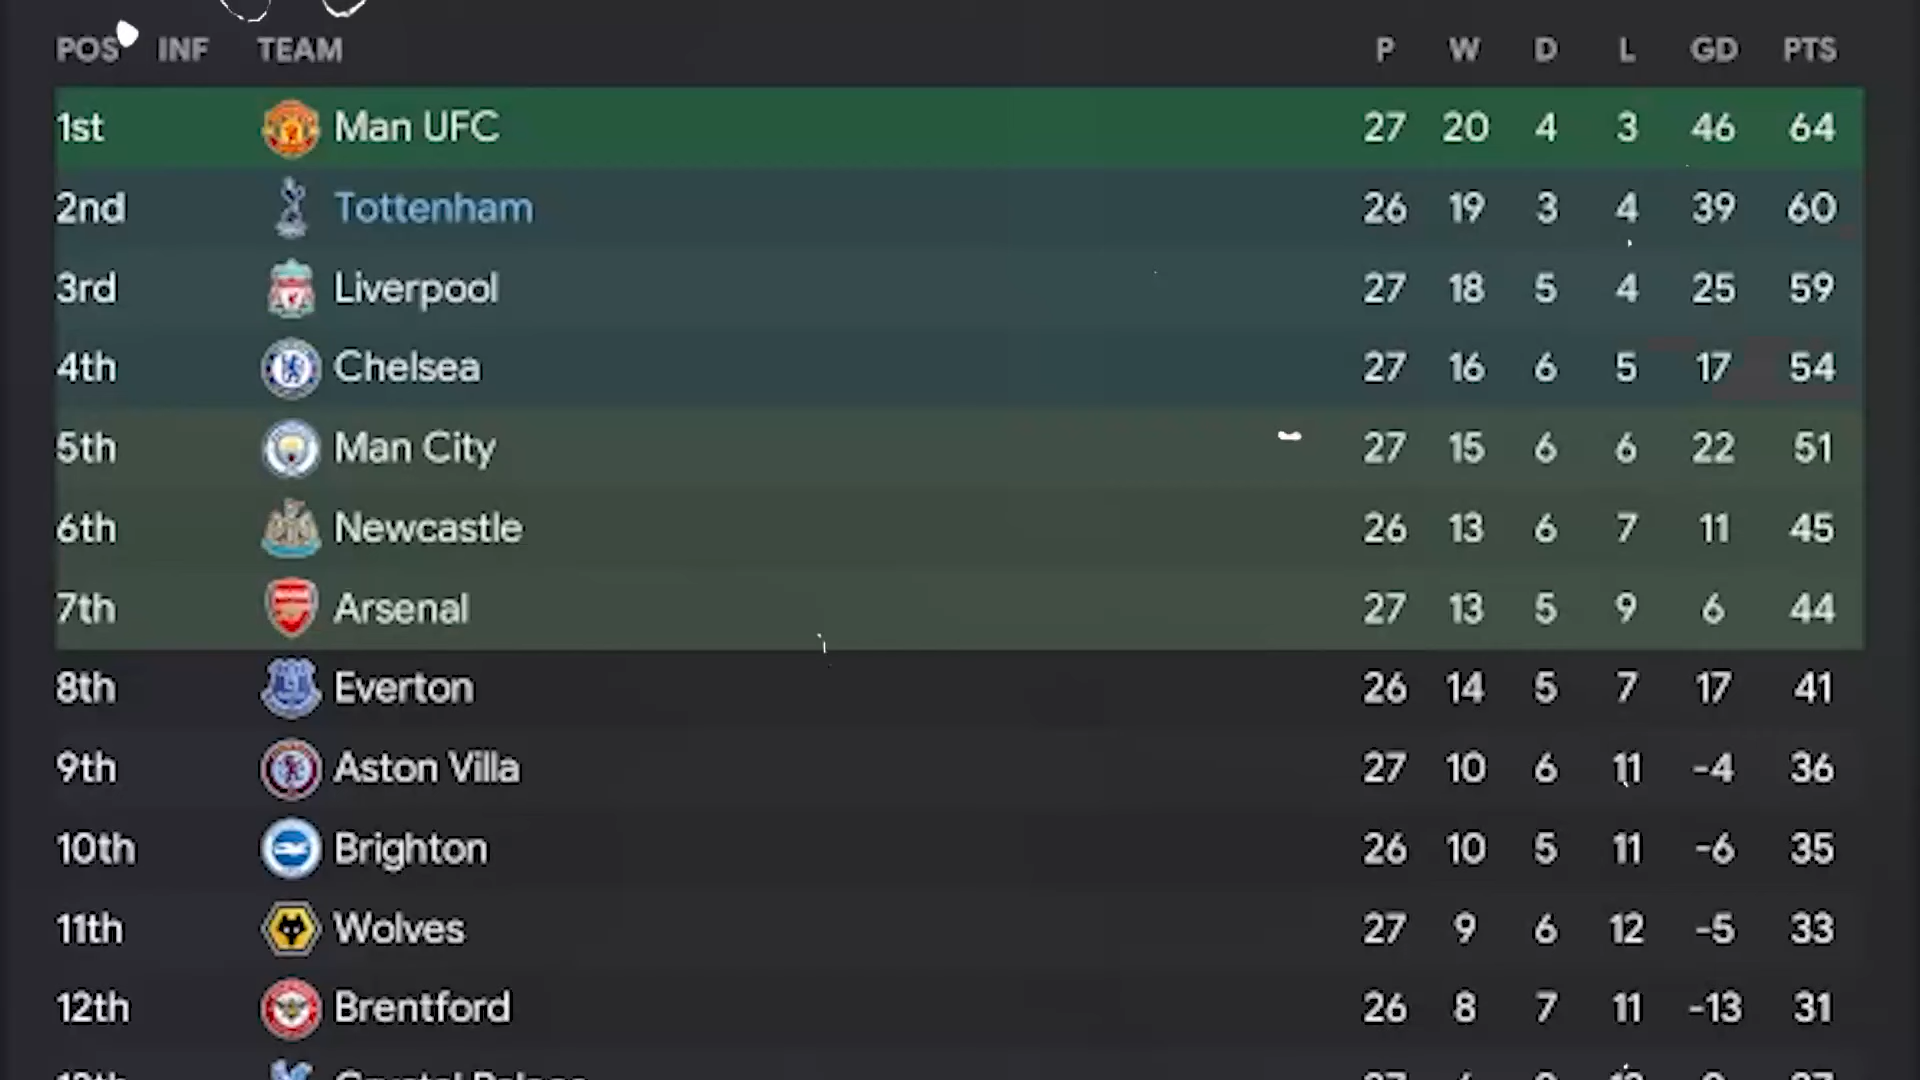 POS INF TEAM P W D L GD PTS
1st Man UFC 27 20 4 3 46 64
2nd Tottenham 26 19 3 4 39 60
3rd Liverpool 27 18 5 4 25 59
4th Chelsea 27 16 6 5 17 54
5th Man City 27 15 6 6 22 51
6th Newcastle 26 13 6 7 11 45
7th Arsenal 27 13 5 9 6 44
8th Everton 26 14 5 7 17 41
9th Aston Villa 27 10 6 11 -4 36
10th Brighton 26 10 5 11 -6 35
11th Wolves 27 9 6 12 -5 33
12th Brentford 26 8 7 11 -13 31